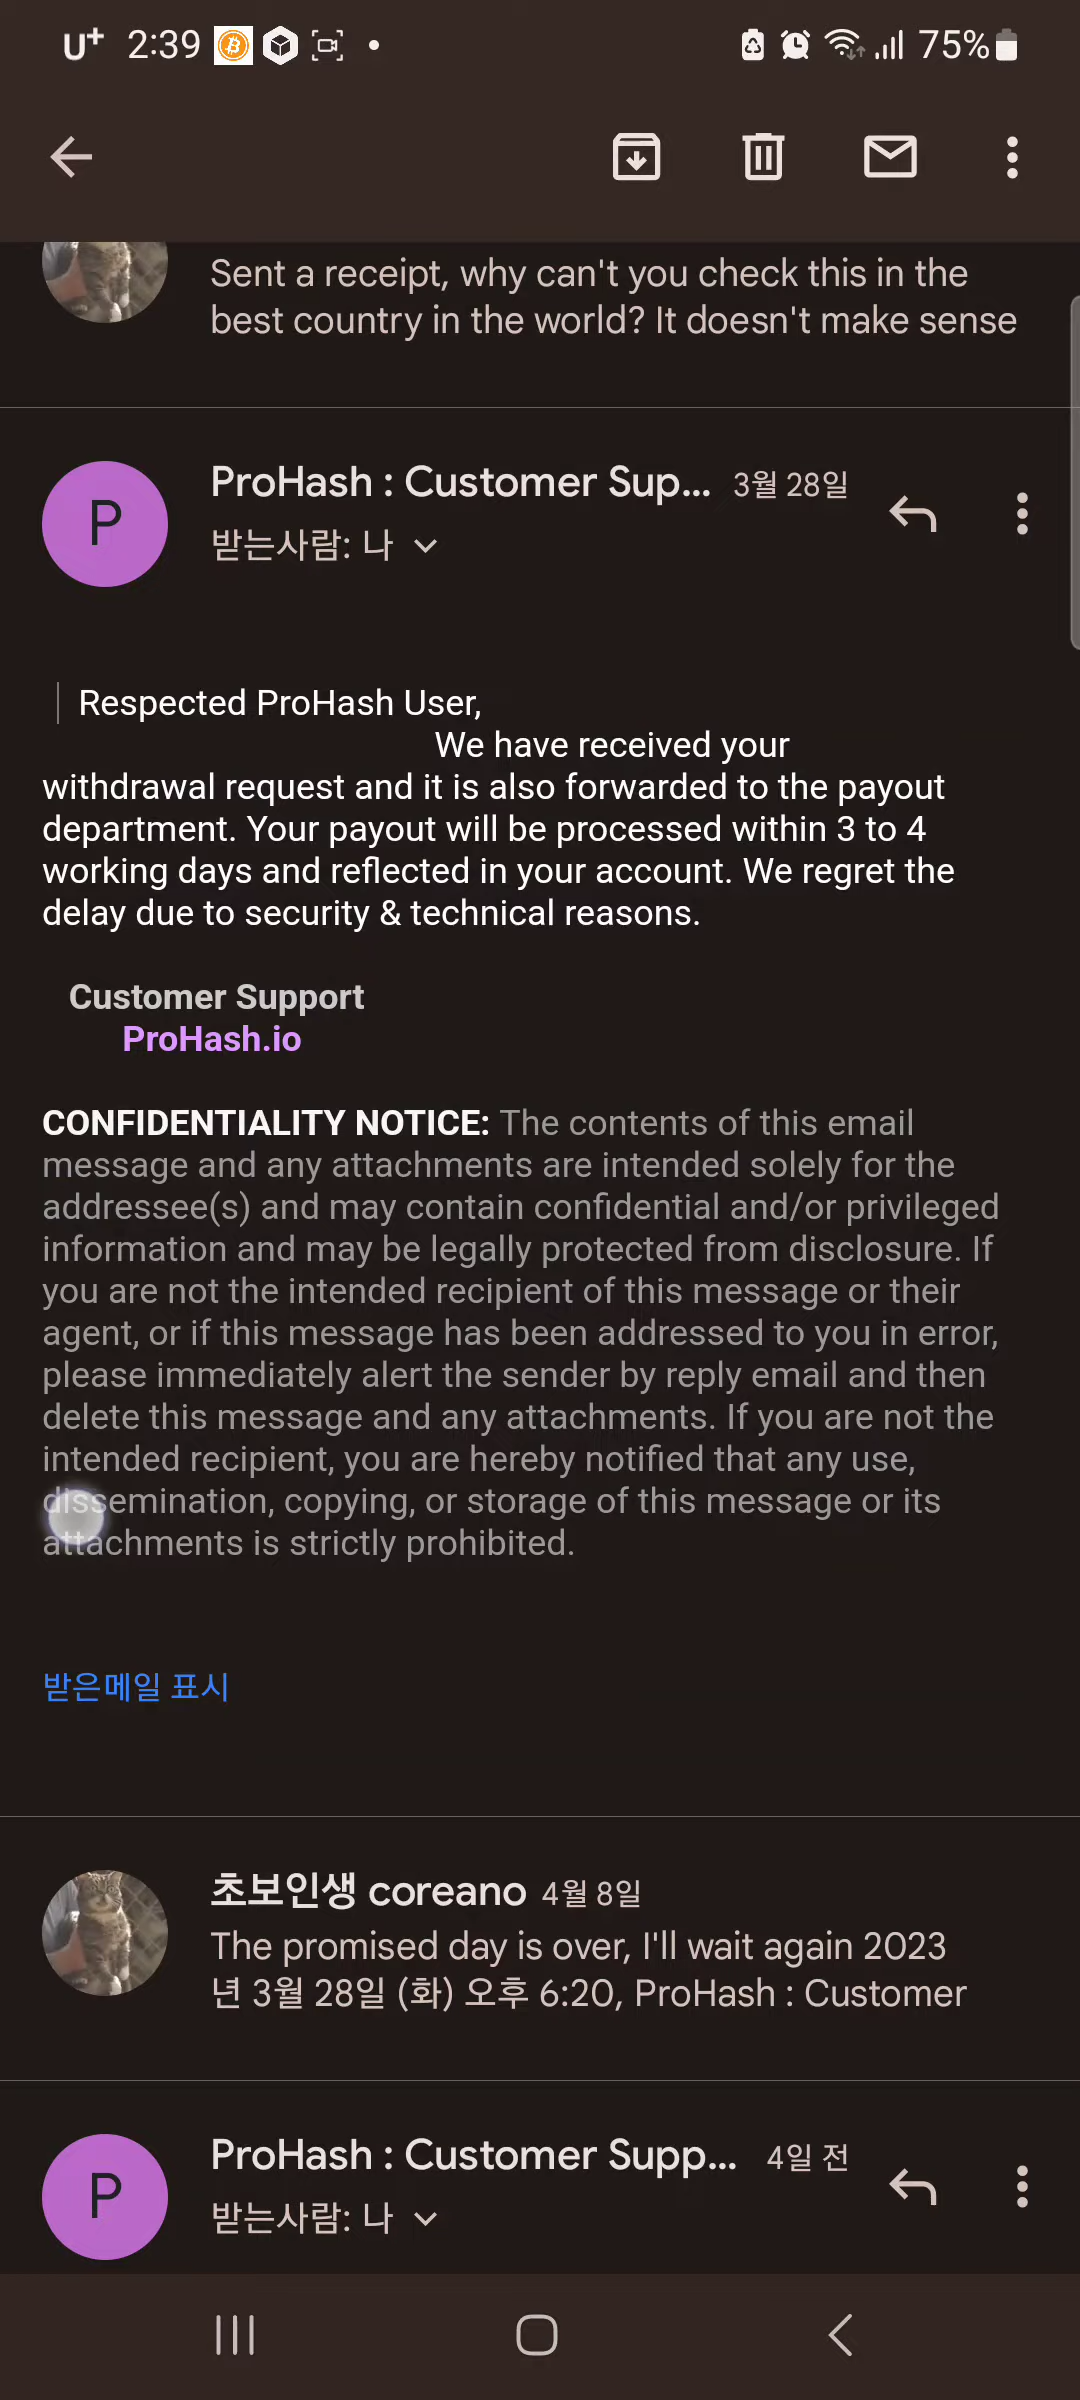 U+ 2:39 75%
Sent a receipt, why can't you check this in the
best country in the world? It doesn't make sense
P
ProHash : Customer Sup... 3월 28일
받는사람: 나
Respected ProHash User,
We have received your
withdrawal request and it is also forwarded to the payout
department. Your payout will be processed within 3 to 4
working days and reflected in your account. We regret the
delay due to security & technical reasons.
Customer Support
ProHash.io
CONFIDENTIALITY NOTICE: The contents of this email
message and any attachments are intended solely for the
addressee(s) and may contain confidential and/or privileged
information and may be legally protected from disclosure. If
you are not the intended recipient of this message or their
agent, or if this message has been addressed to you in error,
please immediately alert the sender by reply email and then
delete this message and any attachments. If you are not the
intended recipient, you are hereby notified that any use,
dissemination, copying, or storage of this message or its
attachments is strictly prohibited.
받은메일 표시
초보인생 coreano 4월 8일
The promised day is over, I'll wait again 2023
년 3월 28일 (화) 오후 6:20, ProHash : Customer
P
ProHash : Customer Supp... 4일 전
받는사람: 나